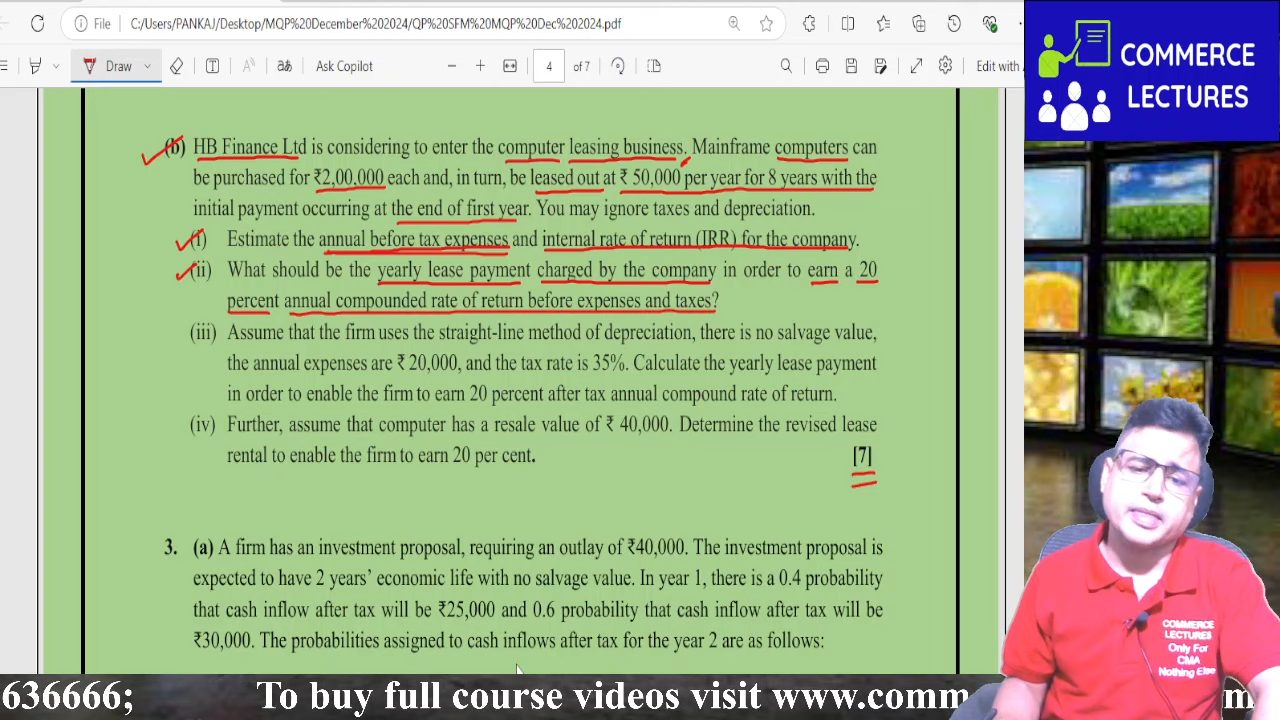 File
C:/Users/PANKAJ/Desktop/MQP%20December%202024/QP%20SFM%20MQP%20Dec%202024.pdf
Draw
Ask Copilot
4
of 7
Edit with
COMMERCE
LECTURES
(b) HB Finance Ltd is considering to enter the computer leasing business. Mainframe computers can
be purchased for ₹2,00,000 each and, in turn, be leased out at ₹ 50,000 per year for 8 years with the
initial payment occurring at the end of first year. You may ignore taxes and depreciation.
(i) Estimate the annual before tax expenses and internal rate of return (IRR) for the company.
(ii) What should be the yearly lease payment charged by the company in order to earn a 20
percent annual compounded rate of return before expenses and taxes?
(iii) Assume that the firm uses the straight-line method of depreciation, there is no salvage value,
the annual expenses are ₹ 20,000, and the tax rate is 35%. Calculate the yearly lease payment
in order to enable the firm to earn 20 percent after tax annual compound rate of return.
(iv) Further, assume that computer has a resale value of ₹ 40,000. Determine the revised lease
rental to enable the firm to earn 20 per cent.
[7]
3. (a) A firm has an investment proposal, requiring an outlay of ₹40,000. The investment proposal is
expected to have 2 years' economic life with no salvage value. In year 1, there is a 0.4 probability
that cash inflow after tax will be ₹25,000 and 0.6 probability that cash inflow after tax will be
₹30,000. The probabilities assigned to cash inflows after tax for the year 2 are as follows:
COMMERCE
LECTURES
Only For
CMA
Nothing Else
636666; To buy full course videos visit www.comm